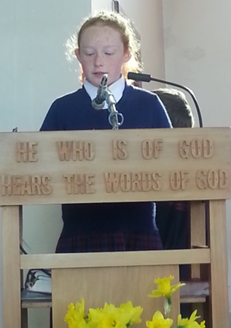 HE WHO IS OF GOD
HEARS THE WORDS OF GOD